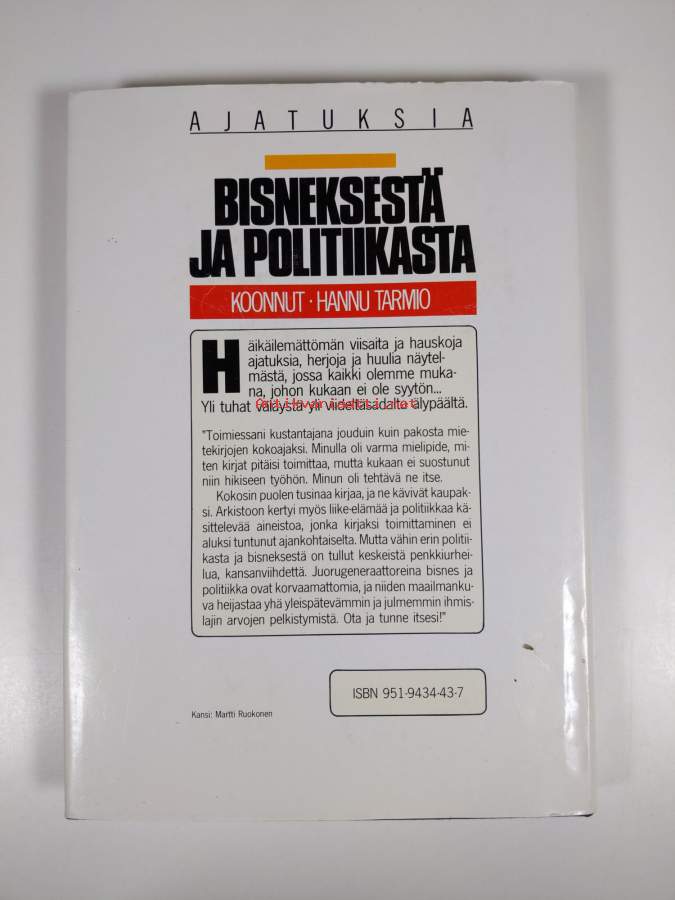 AJATUKSIA
BISNEKSESTÄ
JA POLITIIKASTA
KOONNUT · HANNU TARMIO
Häikäilemättömän viisaita ja hauskoja
ajatuksia, herjoja ja huulia näytel-
mästä, jossa kaikki olemme muka-
na, johon kukaan ei ole syytön...
Yli tuhat väläystä yli viideltäsadalta älypäältä.
"Toimiessani kustantajana jouduin kuin pakosta mie-
tekirjojen kokoajaksi. Minulla oli varma mielipide, mi-
ten kirjat pitäisi toimittaa, mutta kukaan ei suostunut
niin hikiseen työhön. Minun oli tehtävä ne itse.
Kokosin puolen tusinaa kirjaa, ja ne kävivät kaupak-
si. Arkistoon kertyi myös liike-elämää ja politiikkaa kä-
sittelevää aineistoa, jonka kirjaksi toimittaminen ei
aluksi tuntunut ajankohtaiselta. Mutta vähin erin politii-
kasta ja bisneksestä on tullut keskeistä penkkiurhei-
lua, kansanviihdettä. Juorugeneraattoreina bisnes ja
politiikka ovat korvaamattomia, ja niiden maailmanku-
va heijastaa yhä yleispätevämmin ja julmemmin ihmis-
lajin arvojen pelkistymistä. Ota ja tunne itsesi!"
ISBN 951-9434-43-7
Kansi: Martti Ruokonen